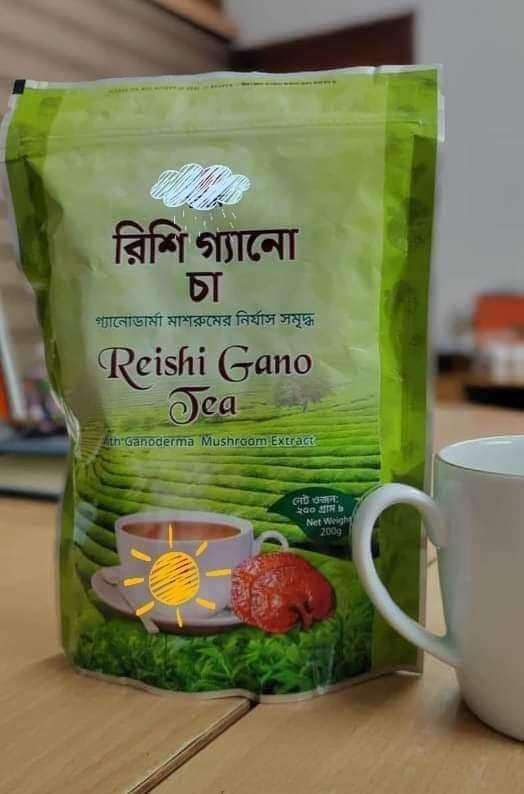 রিশি গ্যানো
চা
গ্যানোডার্মা মাশরুমের নির্যাস সমৃদ্ধ
Reishi Gano
Tea
Ganoderma Mushroom Extract
নেট ওজন:
২০০ গ্রাম
Net Weight
200g